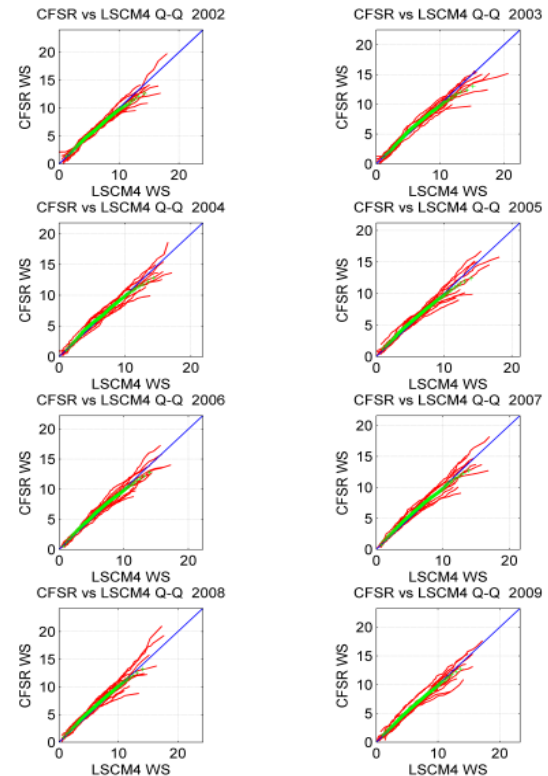 CFSR vs LSCM4 Q-Q 2002
CFSR WS
20
15
10
5
0
0 10 20
LSCM4 WS
CFSR vs LSCM4 Q-Q 2003
CFSR WS
20
15
10
5
0
0 10 20
LSCM4 WS
CFSR vs LSCM4 Q-Q 2004
CFSR WS
20
15
10
5
0
0 10 20
LSCM4 WS
CFSR vs LSCM4 Q-Q 2005
CFSR WS
20
15
10
5
0
0 10 20
LSCM4 WS
CFSR vs LSCM4 Q-Q 2006
CFSR WS
20
15
10
5
0
0 10 20
LSCM4 WS
CFSR vs LSCM4 Q-Q 2007
CFSR WS
20
15
10
5
0
0 10 20
LSCM4 WS
CFSR vs LSCM4 Q-Q 2008
CFSR WS
20
15
10
5
0
0 10 20
LSCM4 WS
CFSR vs LSCM4 Q-Q 2009
CFSR WS
20
15
10
5
0
0 10 20
LSCM4 WS